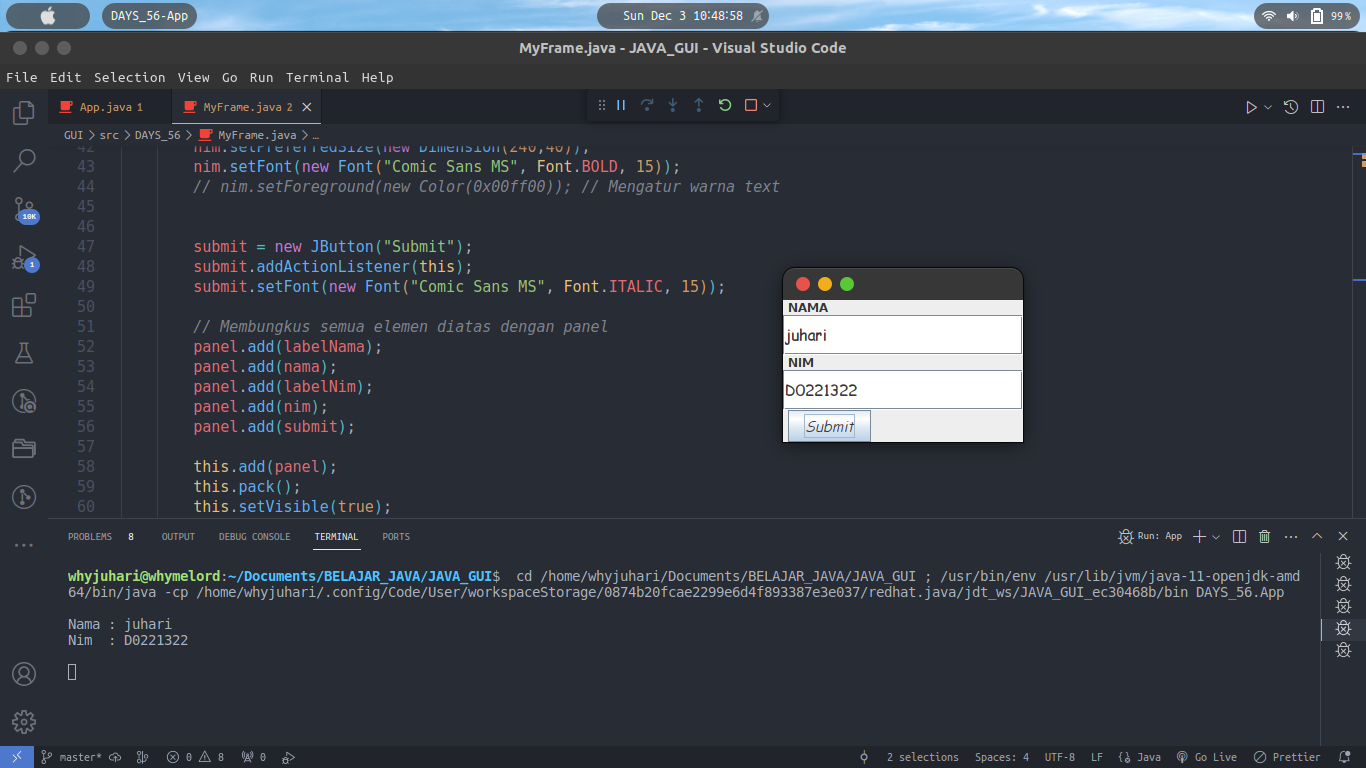 DAYS_56-App
Sun Dec 3 10:48:58
99%
MyFrame.java - JAVA_GUI - Visual Studio Code
File Edit Selection View Go Run Terminal Help
App.java 1
MyFrame.java 2
GUI > src > DAYS_56 > MyFrame.java > ...
42 nim.setPreferredSize(new Dimension(240,40));
43 nim.setFont(new Font("Comic Sans MS", Font.BOLD, 15));
44 // nim.setForeground(new Color(0x00ff00)); // Mengatur warna text
45
46
47 submit = new JButton("Submit");
48 submit.addActionListener(this);
49 submit.setFont(new Font("Comic Sans MS", Font.ITALIC, 15));
50
51 // Membungkus semua elemen diatas dengan panel
52 panel.add(labelNama);
53 panel.add(nama);
54 panel.add(labelNim);
55 panel.add(nim);
56 panel.add(submit);
57
58 this.add(panel);
59 this.pack();
60 this.setVisible(true);
10K
1
NAMA
juhari
NIM
D0221322
Submit
PROBLEMS 8 OUTPUT DEBUG CONSOLE TERMINAL PORTS
Run: App
whyjuhari@whymelord:~/Documents/BELAJAR_JAVA/JAVA_GUI$ cd /home/whyjuhari/Documents/BELAJAR_JAVA/JAVA_GUI ; /usr/bin/env /usr/lib/jvm/java-11-openjdk-amd
64/bin/java -cp /home/whyjuhari/.config/Code/User/workspaceStorage/0874b20fcae2299e6d4f893387e3e037/redhat.java/jdt_ws/JAVA_GUI_ec30468b/bin DAYS_56.App
Nama : juhari
Nim  : D0221322
master* 0 8 0 2 selections Spaces: 4 UTF-8 LF Java Go Live Prettier